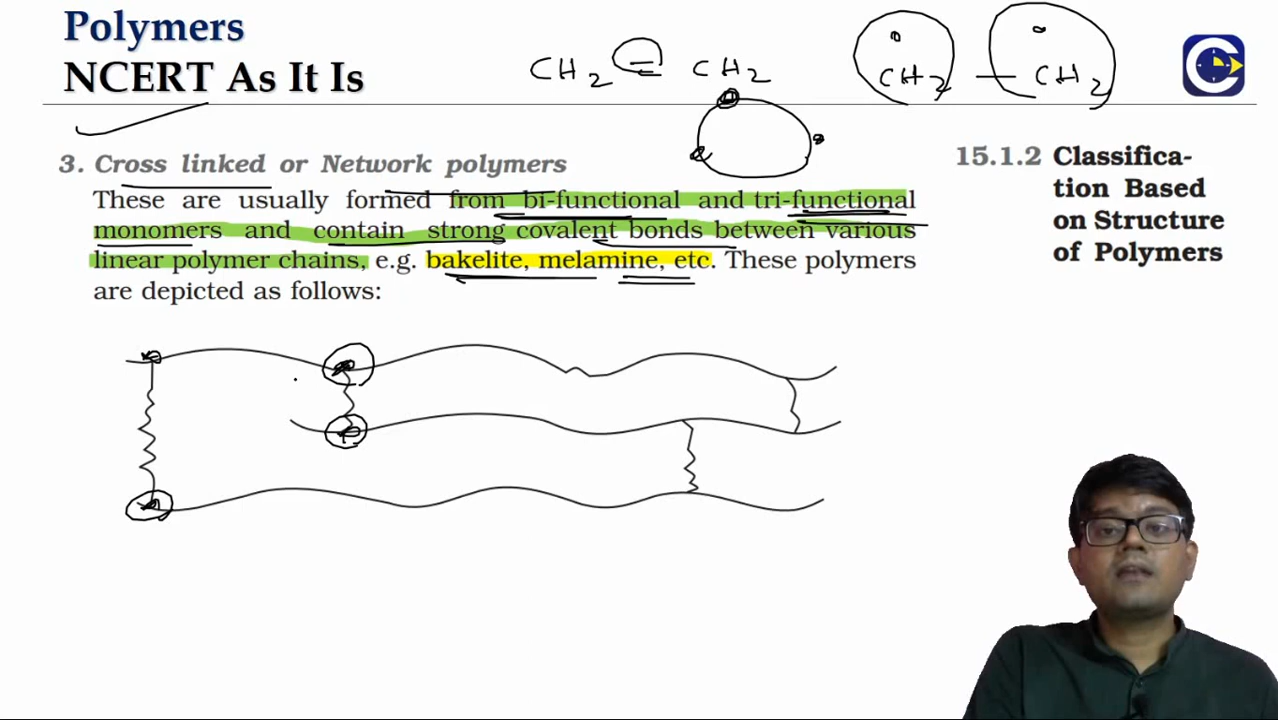 Polymers
NCERT As It Is
CH2 = CH2
CH2 — CH2
3. Cross linked or Network polymers
These are usually formed from bi-functional and tri-functional
monomers and contain strong covalent bonds between various
linear polymer chains, e.g. bakelite, melamine, etc. These polymers
are depicted as follows:
15.1.2 Classifica-
tion Based
on Structure
of Polymers